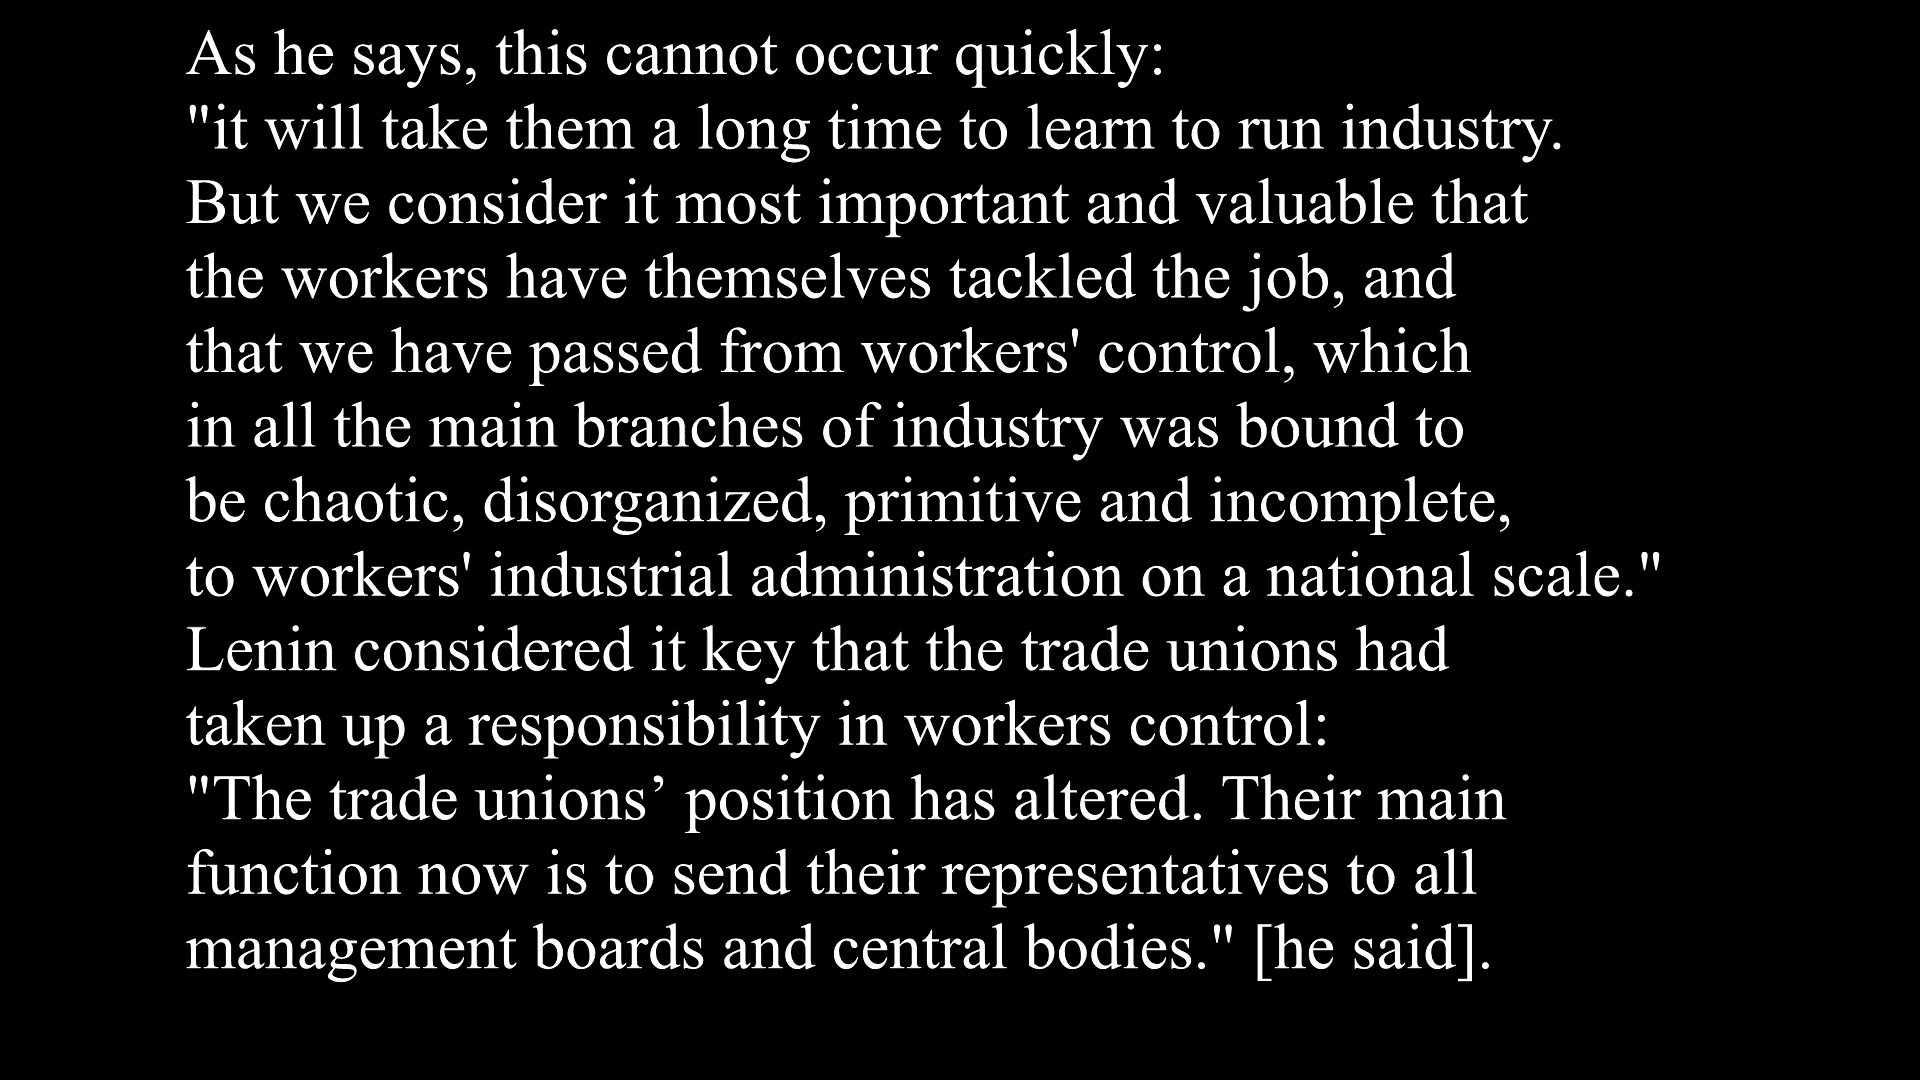 As he says, this cannot occur quickly:
"it will take them a long time to learn to run industry.
But we consider it most important and valuable that
the workers have themselves tackled the job, and
that we have passed from workers' control, which
in all the main branches of industry was bound to
be chaotic, disorganized, primitive and incomplete,
to workers' industrial administration on a national scale."
Lenin considered it key that the trade unions had
taken up a responsibility in workers control:
"The trade unions’ position has altered. Their main
function now is to send their representatives to all
management boards and central bodies." [he said].